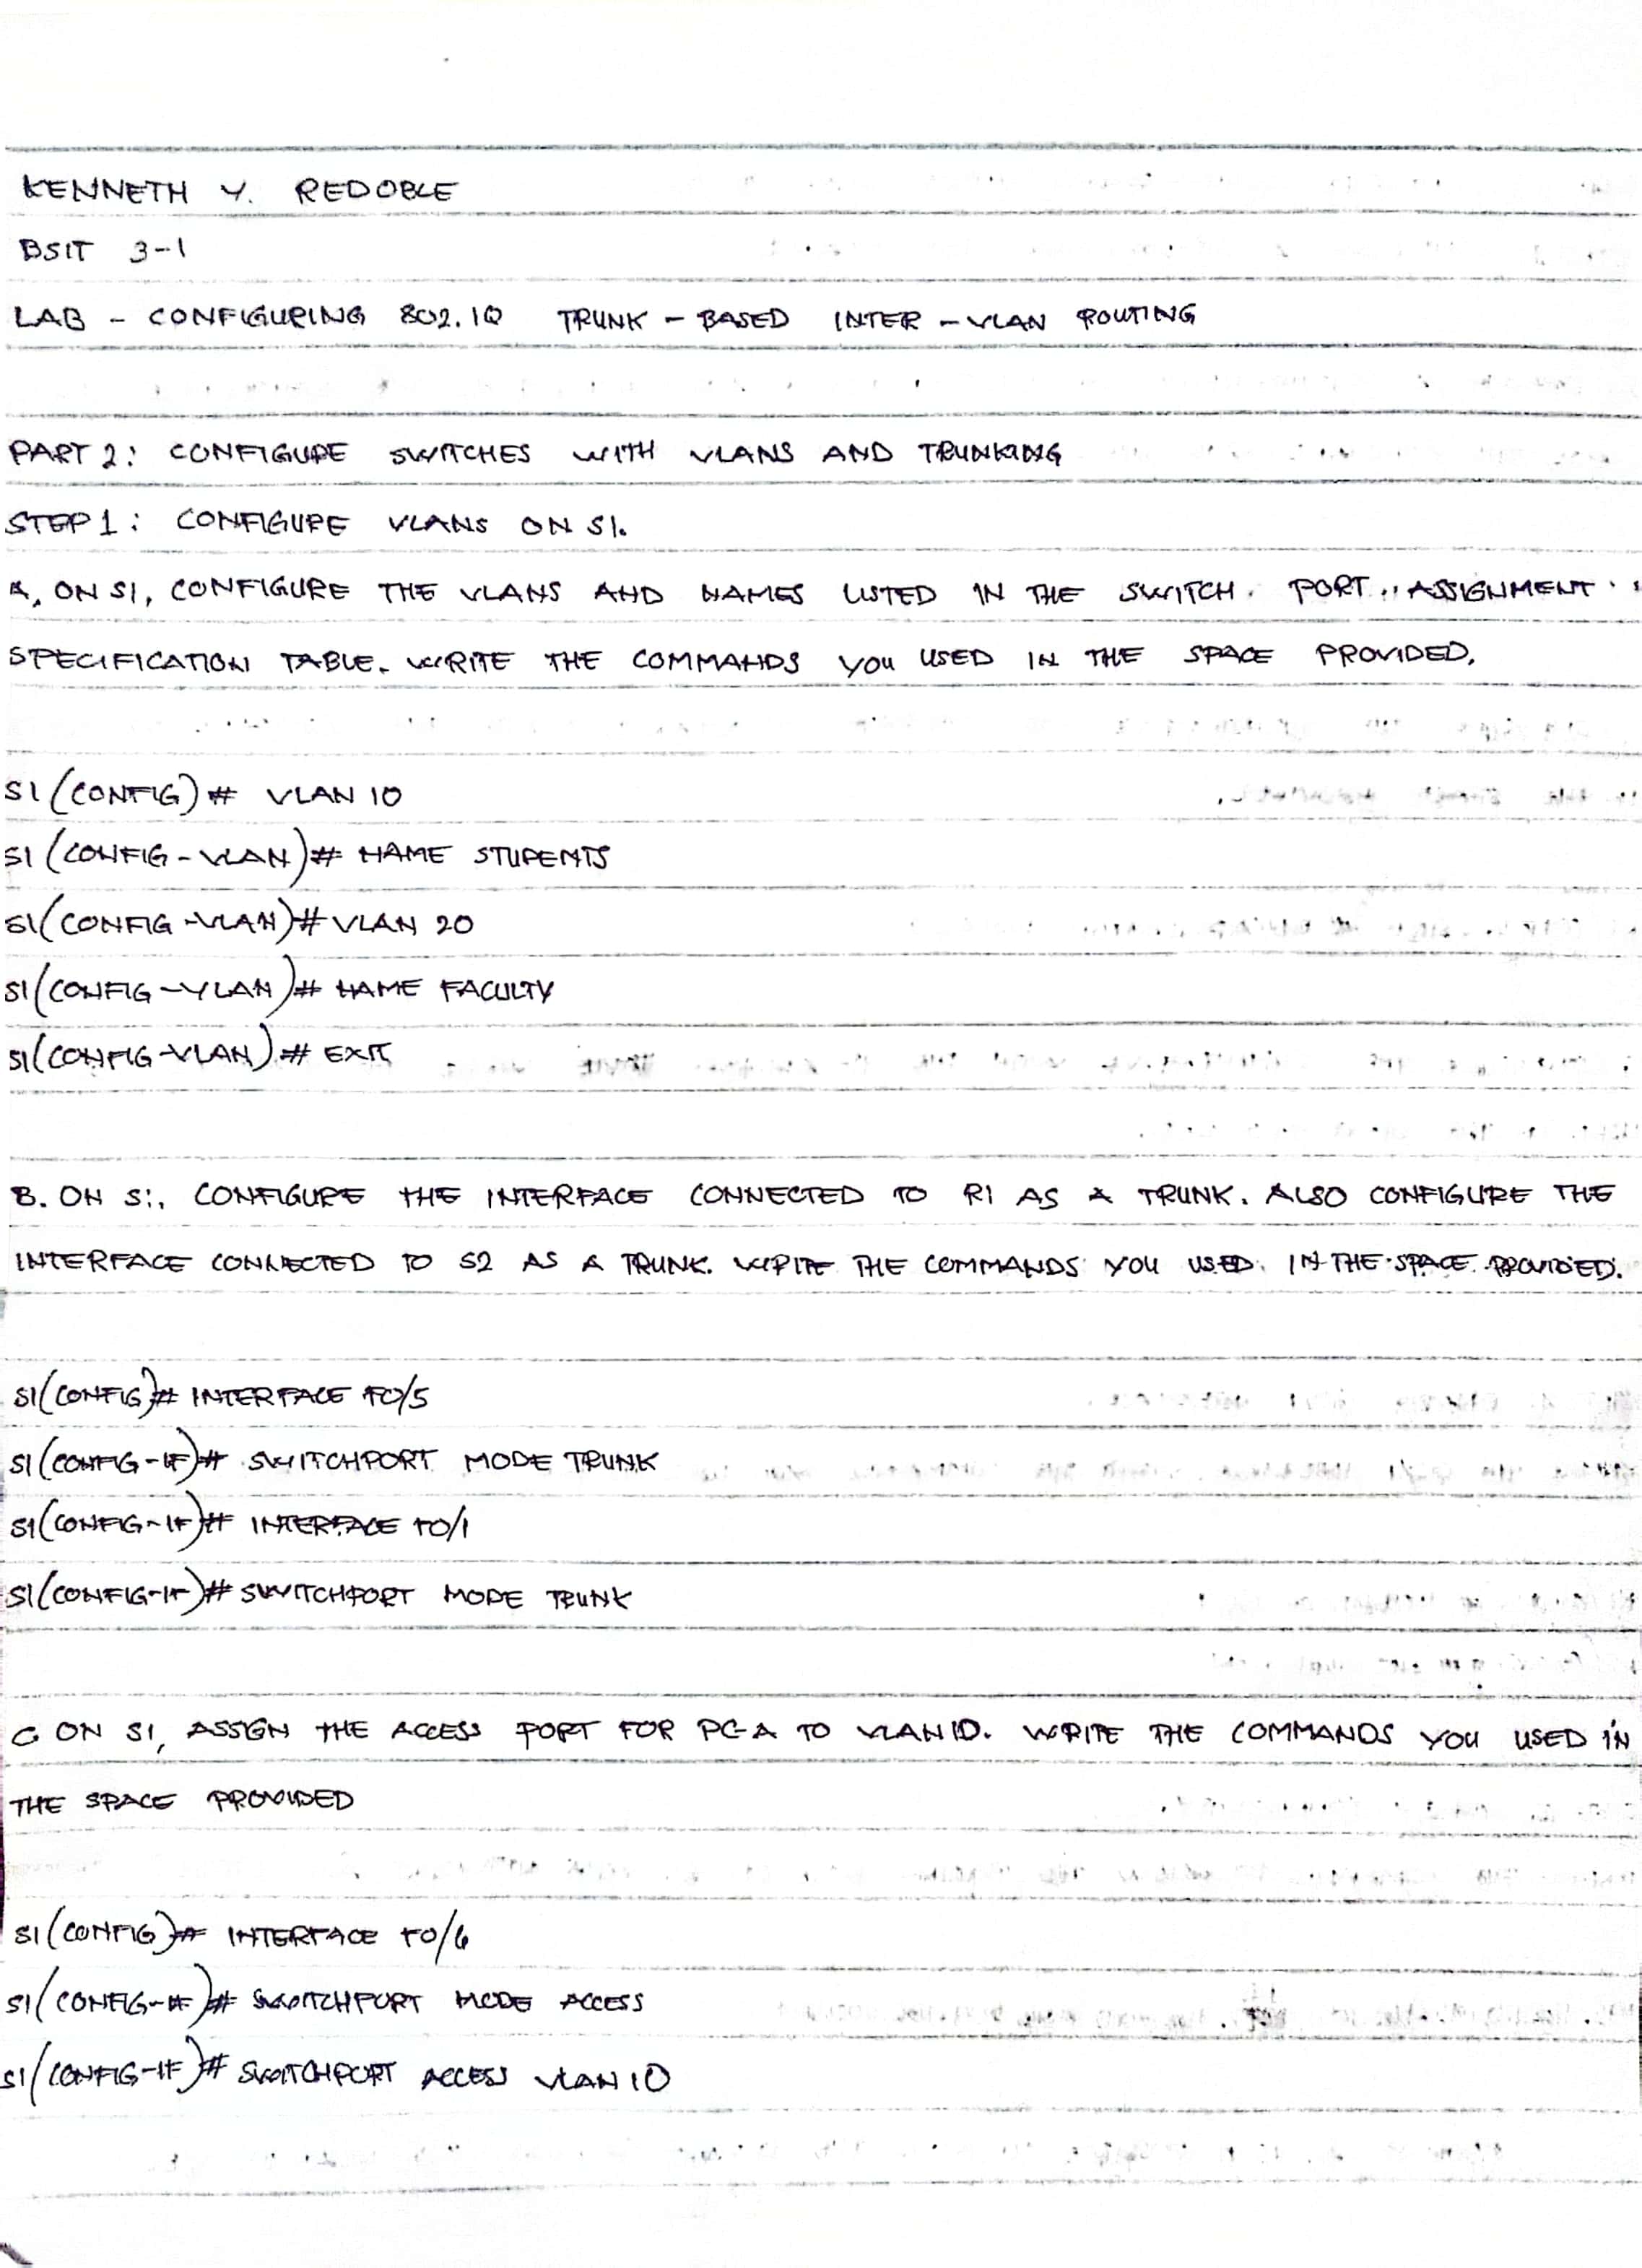 KENNETH Y. REDOBLE
BSIT 3-1
LAB - CONFIGURING 802.1Q TRUNK - BASED INTER - VLAN ROUTING
PART 2: CONFIGURE SWITCHES WITH VLANS AND TRUNKING
STEP 1: CONFIGURE VLANS ON S1.
A. ON S1, CONFIGURE THE VLANS AND NAMES LISTED IN THE SWITCH PORT ASSIGNMENT
SPECIFICATION TABLE. WRITE THE COMMANDS YOU USED IN THE SPACE PROVIDED.
S1(CONFIG)# VLAN 10
S1(CONFIG-VLAN)# NAME STUDENTS
S1(CONFIG-VLAN)# VLAN 20
S1(CONFIG-VLAN)# NAME FACULTY
S1(CONFIG-VLAN)# EXIT
B. ON S1, CONFIGURE THE INTERFACE CONNECTED TO R1 AS A TRUNK. ALSO CONFIGURE THE
INTERFACE CONNECTED TO S2 AS A TRUNK. WRITE THE COMMANDS YOU USED IN THE SPACE PROVIDED.
S1(CONFIG)# INTERFACE F0/5
S1(CONFIG-IF)# SWITCHPORT MODE TRUNK
S1(CONFIG-IF)# INTERFACE F0/1
S1(CONFIG-IF)# SWITCHPORT MODE TRUNK
C. ON S1, ASSIGN THE ACCESS PORT FOR PC-A TO VLAN 10. WRITE THE COMMANDS YOU USED IN
THE SPACE PROVIDED
S1(CONFIG)# INTERFACE F0/6
S1(CONFIG-IF)# SWITCHPORT MODE ACCESS
S1(CONFIG-IF)# SWITCHPORT ACCESS VLAN 10